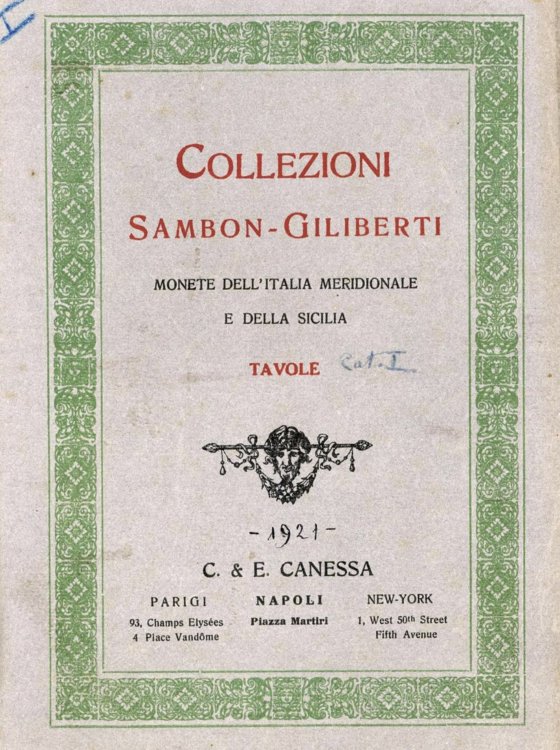 I
COLLEZIONI
SAMBON-GILIBERTI
MONETE DELL'ITALIA MERIDIONALE
E DELLA SICILIA
TAVOLE Cat. I
- 1921 -
C. & E. CANESSA
PARIGI NAPOLI NEW-YORK
93, Champs Elysées Piazza Martiri 1, West 50th Street
4 Place Vandôme Fifth Avenue